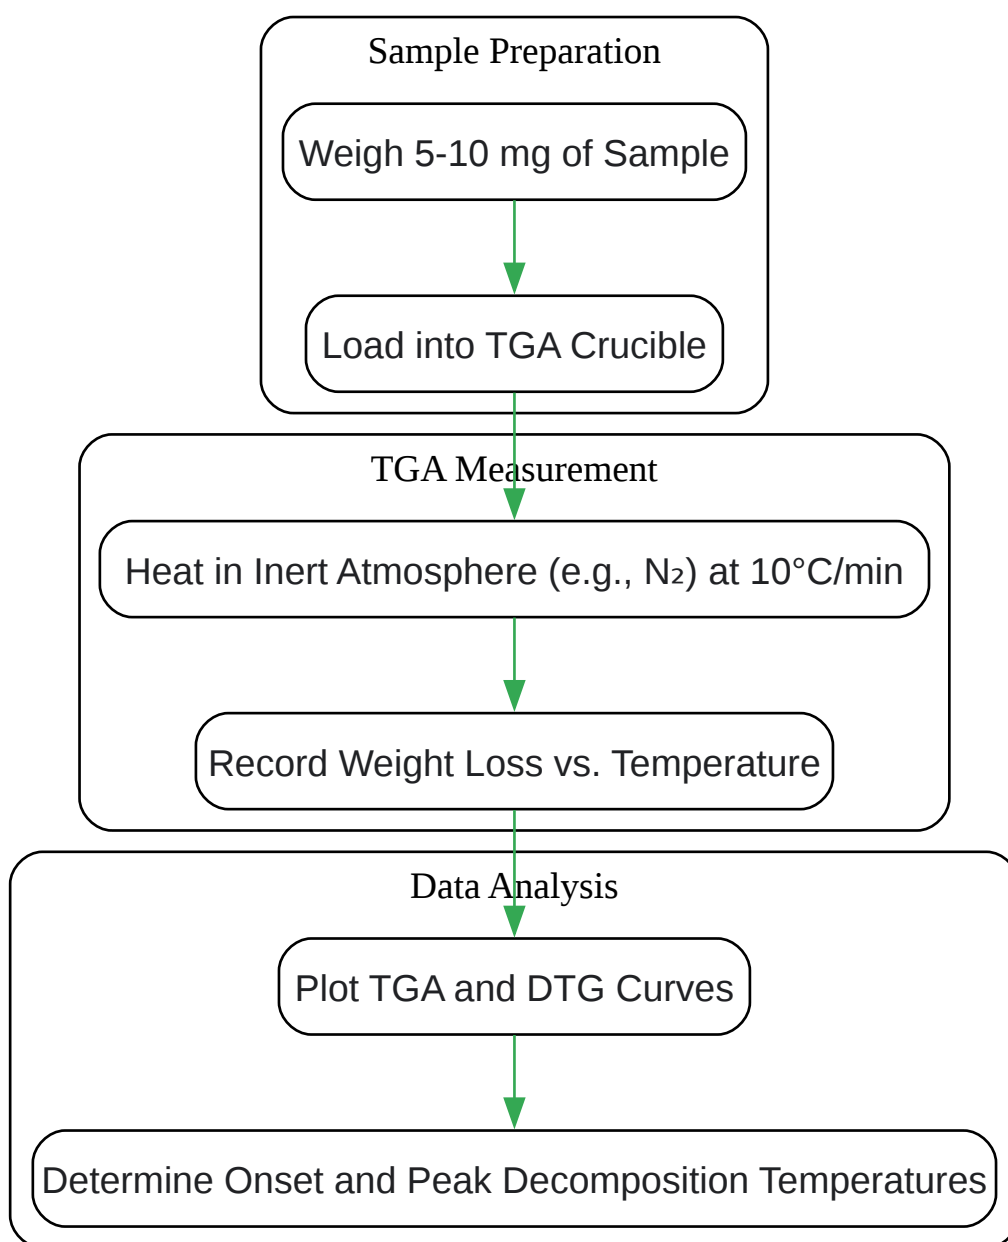 Sample Preparation
Weigh 5-10 mg of Sample
Load into TGA Crucible
TGA Measurement
Heat in Inert Atmosphere (e.g., N₂) at 10°C/min
Record Weight Loss vs. Temperature
Data Analysis
Plot TGA and DTG Curves
Determine Onset and Peak Decomposition Temperatures